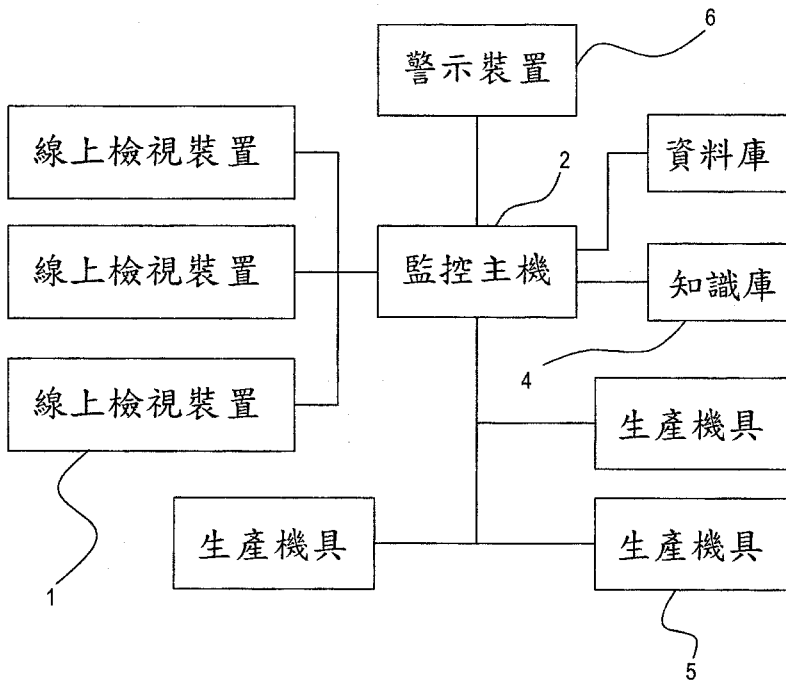 6
警示裝置
線上檢視裝置
2
資料庫
線上檢視裝置
監控主機
知識庫
線上檢視裝置
4
生產機具
生產機具
生產機具
1
5